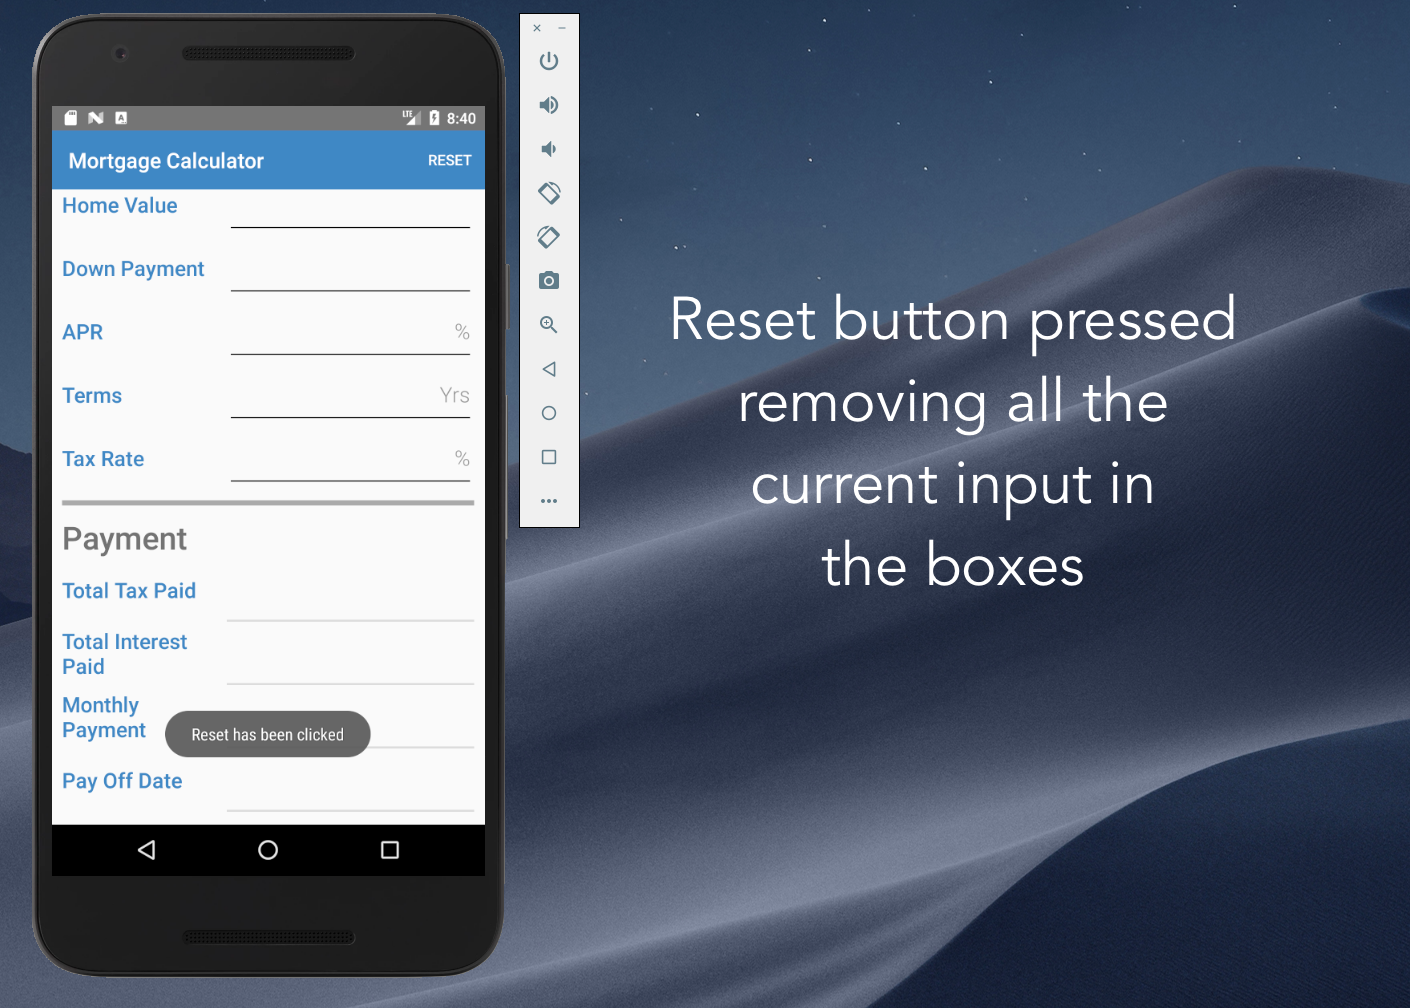 LTE 8:40
Mortgage Calculator RESET
Home Value
Down Payment
APR %
Terms Yrs
Tax Rate %
Payment
Total Tax Paid
Total Interest
Paid
Monthly
Payment
Reset has been clicked
Pay Off Date
Reset button pressed
removing all the
current input in
the boxes